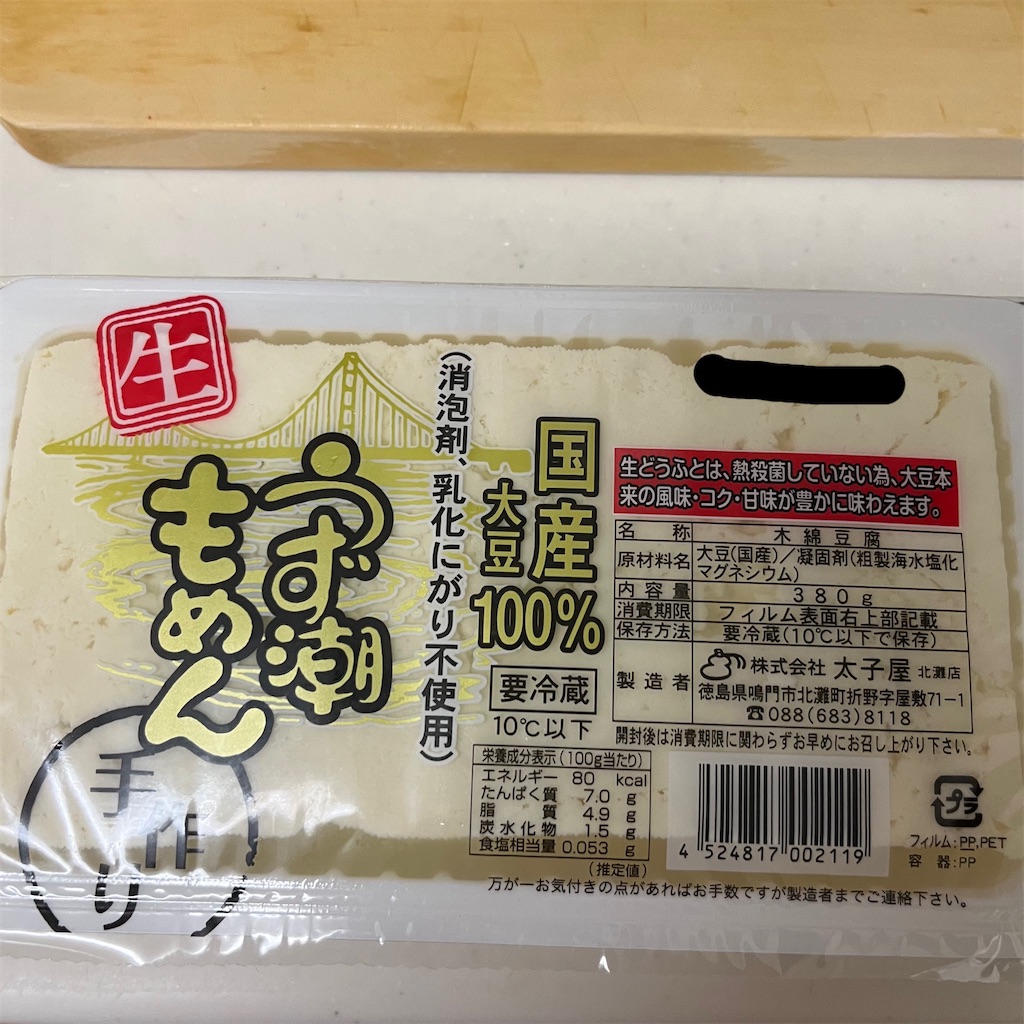 生
うず潮
もめん
手作り
(消泡剤、乳化にがり不使用)
国産
大豆
100%
要冷蔵
10℃以下
生どうふとは、熱殺菌していない為、大豆本
来の風味・コク・甘味が豊かに味わえます。
名称 木綿豆腐
原材料名 大豆(国産)/凝固剤(粗製海水塩化
マグネシウム)
内容量 380g
消費期限 フィルム表面右上部記載
保存方法 要冷蔵(10℃以下で保存)
製造者 株式会社 太子屋 北灘店
徳島県鳴門市北灘町折野字屋敷71-1
☎088(683)8118
開封後は消費期限に関わらずお早めにお召し上がり下さい。
栄養成分表示(100g当たり)
エネルギー 80 kcal
たんぱく質 7.0 g
脂質 4.9 g
炭水化物 1.5 g
食塩相当量 0.053 g
(推定値)
4 524817 002119
プラ
フィルム:PP,PET
容器:PP
万が一お気付きの点があればお手数ですが製造者までご連絡下さい。